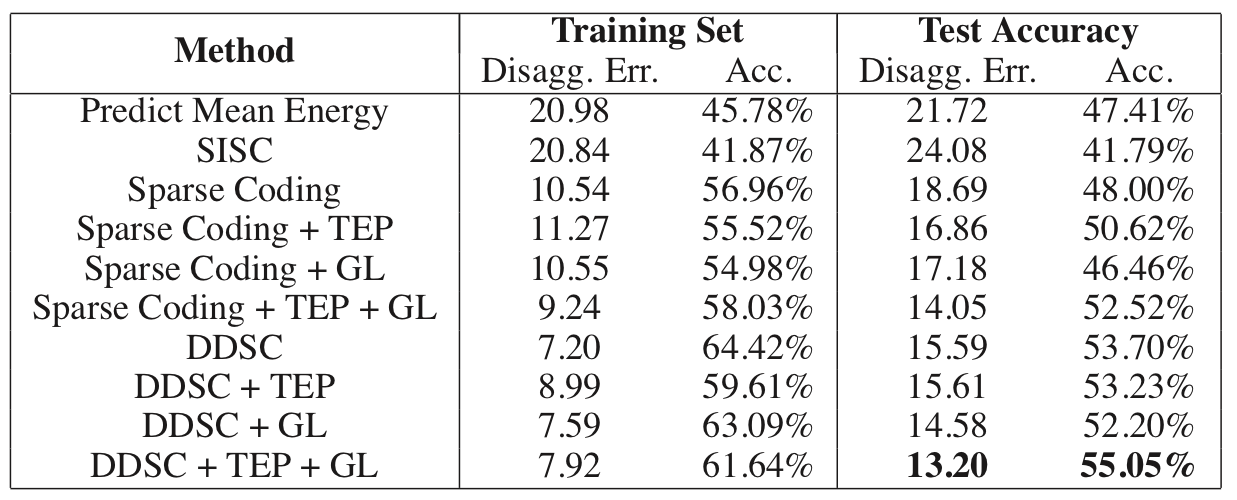 Method Training Set Test Accuracy
Disagg. Err. Acc. Disagg. Err. Acc.
Predict Mean Energy 20.98 45.78% 21.72 47.41%
SISC 20.84 41.87% 24.08 41.79%
Sparse Coding 10.54 56.96% 18.69 48.00%
Sparse Coding + TEP 11.27 55.52% 16.86 50.62%
Sparse Coding + GL 10.55 54.98% 17.18 46.46%
Sparse Coding + TEP + GL 9.24 58.03% 14.05 52.52%
DDSC 7.20 64.42% 15.59 53.70%
DDSC + TEP 8.99 59.61% 15.61 53.23%
DDSC + GL 7.59 63.09% 14.58 52.20%
DDSC + TEP + GL 7.92 61.64% 13.20 55.05%